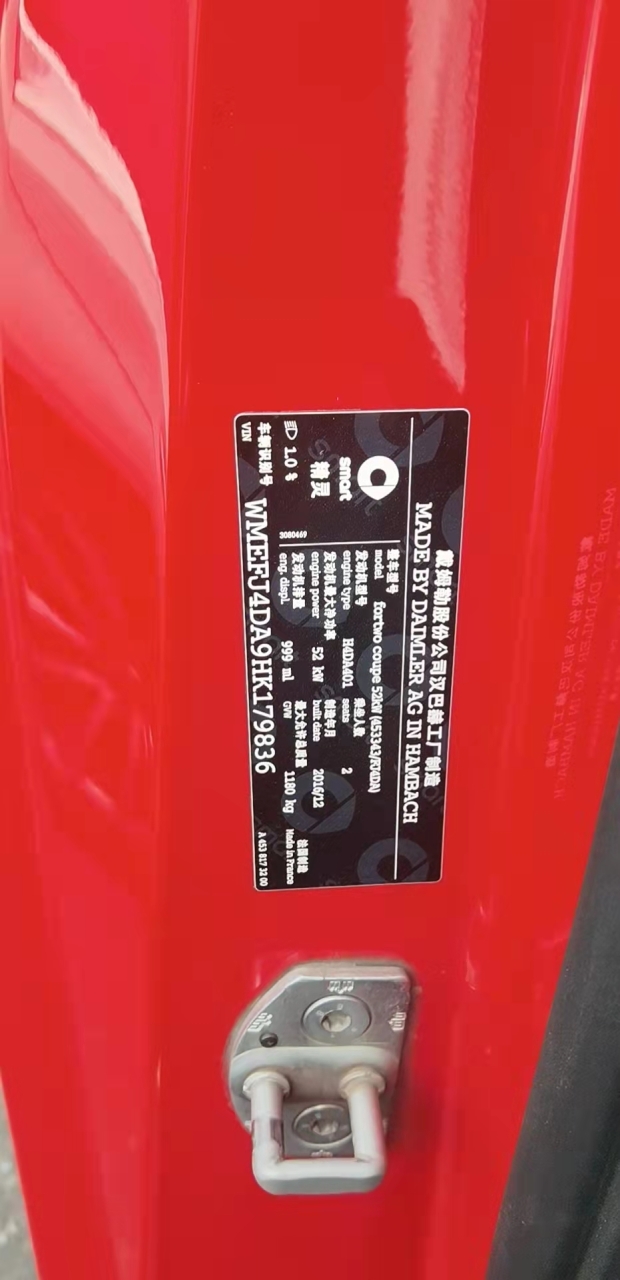 戴姆勒股份公司汉巴赫工厂制造
MADE BY DAIMLER AG IN HAMBACH
smart
精灵
1.0 %
3080469
整车型号
model fortwo coupe 52kW (453343/RJ4DA)
发动机型号
engine type H4DA401
乘坐人数
seats 2
发动机最大净功率
engine power 52 kW
制造年月
built date 2016/12
发动机排量
eng. displ. 999 ml
最大允许总质量
GVW 1180 kg
法国制造
Made in France
车辆识别号
VIN WMEFJ4DA9HK179836
A 453 817 32 00